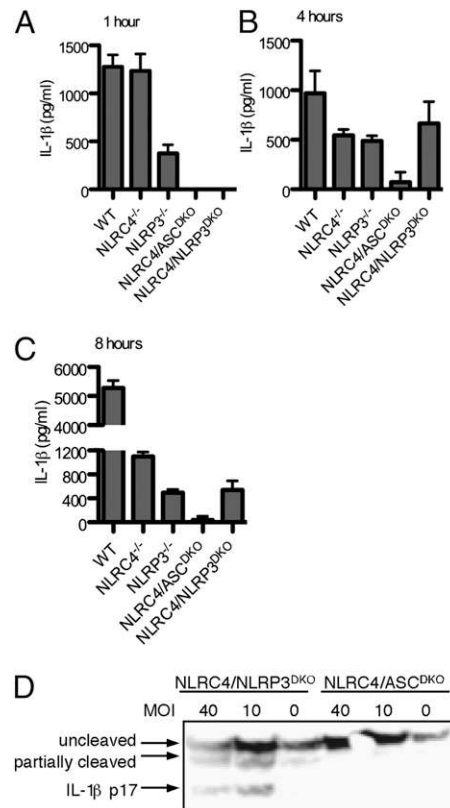 A
1 hour
IL-1β (pg/ml)
1500
1000
500
0
WT
NLRC4-/-
NLRP3-/-
NLRC4/ASCDKO
NLRC4/NLRP3DKO
B
4 hours
IL-1β (pg/ml)
1500
1000
500
0
WT
NLRC4-/-
NLRP3-/-
NLRC4/ASCDKO
NLRC4/NLRP3DKO
C
8 hours
IL-1β (pg/ml)
6000
5000
4000
1200
800
400
0
WT
NLRC4-/-
NLRP3-/-
NLRC4/ASCDKO
NLRC4/NLRP3DKO
D
NLRC4/NLRP3DKO NLRC4/ASCDKO
MOI 40 10 0 40 10 0
uncleaved
partially cleaved
IL-1β p17